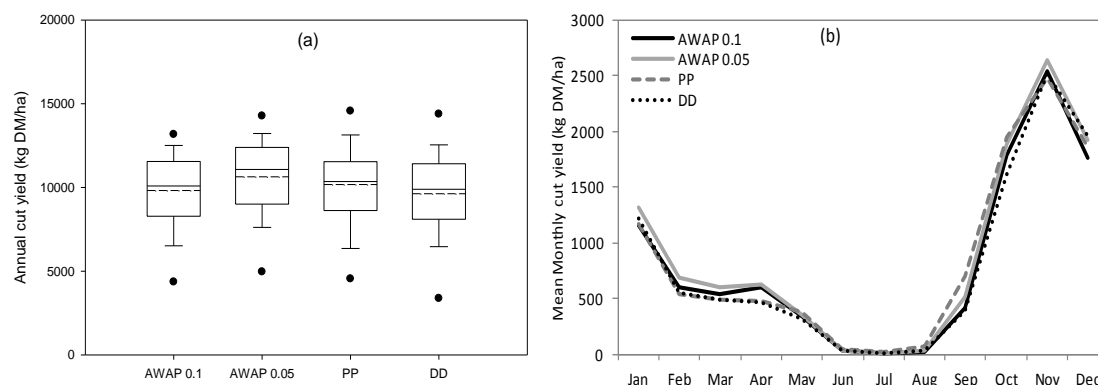 (a)
Annual cut yield (kg DM/ha)
20000
15000
10000
5000
0
AWAP 0.1 AWAP 0.05 PP DD
(b)
Mean Monthly cut yield (kg DM/ha)
3000
2500
2000
1500
1000
500
0
AWAP 0.1
AWAP 0.05
PP
DD
Jan Feb Mar Apr May Jun Jul Aug Sep Oct Nov Dec